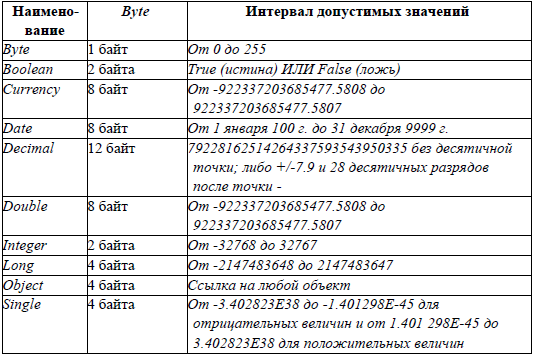 Наимено-вание Byte Интервал допустимых значений
Byte 1 байт От 0 до 255
Boolean 2 байта True (истина) ИЛИ False (ложь)
Currency 8 байт От -922337203685477.5808 до
922337203685477.5807
Date 8 байт От 1 января 100 г. до 31 декабря 9999 г.
Decimal 12 байт 79228162514264337593543950335 без десятичной
точки; либо +/-7.9 и 28 десятичных разрядов
после точки -
Double 8 байт От -922337203685477.5808 до
922337203685477.5807
Integer 2 байта От -32768 до 32767
Long 4 байта От -2147483648 до 2147483647
Object 4 байта Ссылка на любой объект
Single 4 байта От -3.402823E38 до -1.401298E-45 для
отрицательных величин и от 1.401 298E-45 до
3.402823E38 для положительных величин